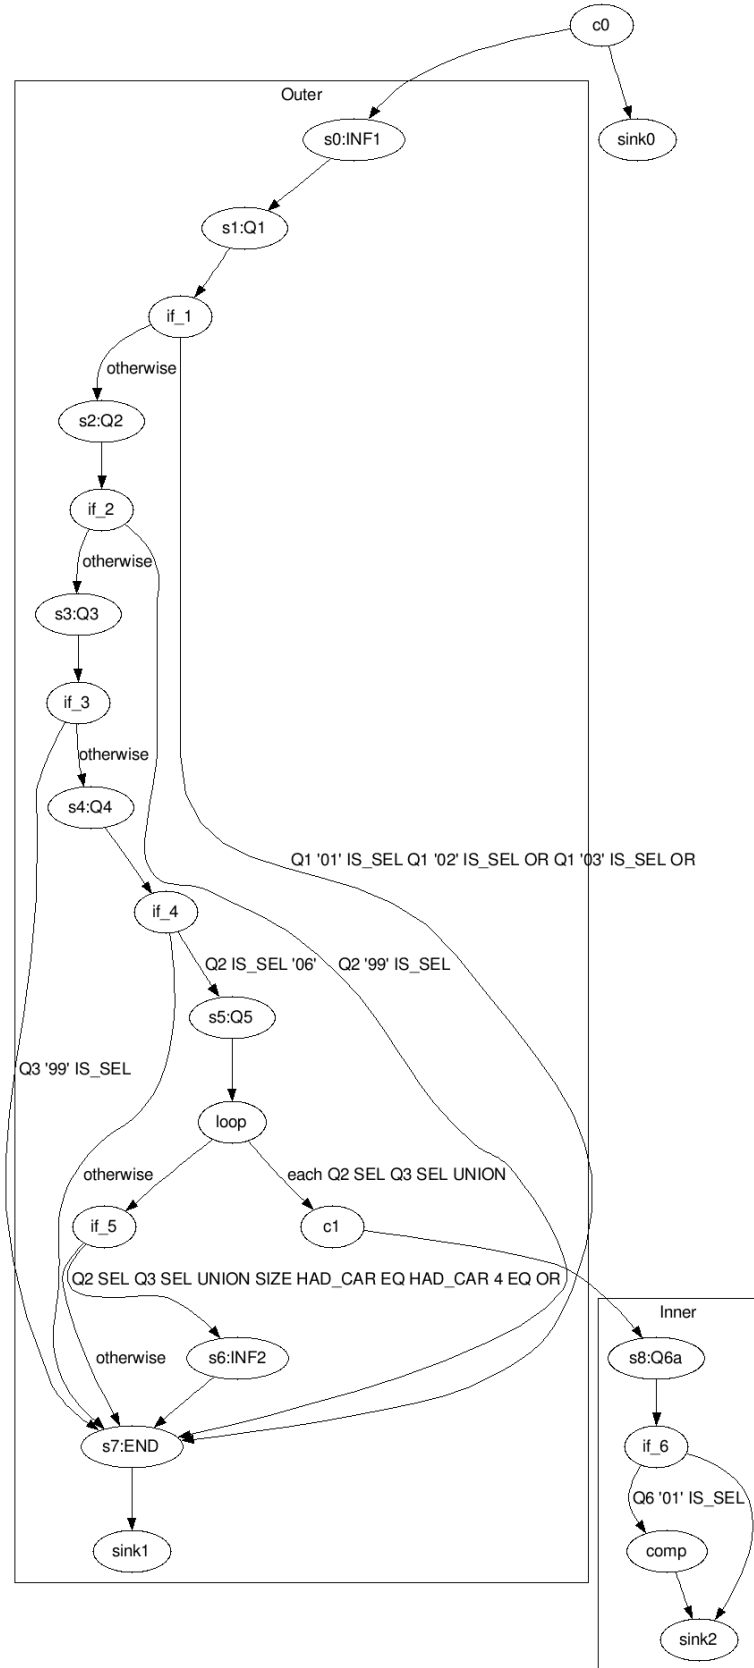 c0
Outer
s0:INF1
sink0
s1:Q1
if_1
otherwise
s2:Q2
if_2
otherwise
s3:Q3
if_3
otherwise
s4:Q4
Q1 '01' IS_SEL Q1 '02' IS_SEL OR Q1 '03' IS_SEL OR
if_4
Q2 IS_SEL '06'
Q2 '99' IS_SEL
s5:Q5
Q3 '99' IS_SEL
loop
otherwise
each Q2 SEL Q3 SEL UNION
if_5
c1
Q2 SEL Q3 SEL UNION SIZE HAD_CAR EQ HAD_CAR 4 EQ OR
Inner
otherwise
s6:INF2
s8:Q6a
s7:END
if_6
Q6 '01' IS_SEL
sink1
comp
sink2